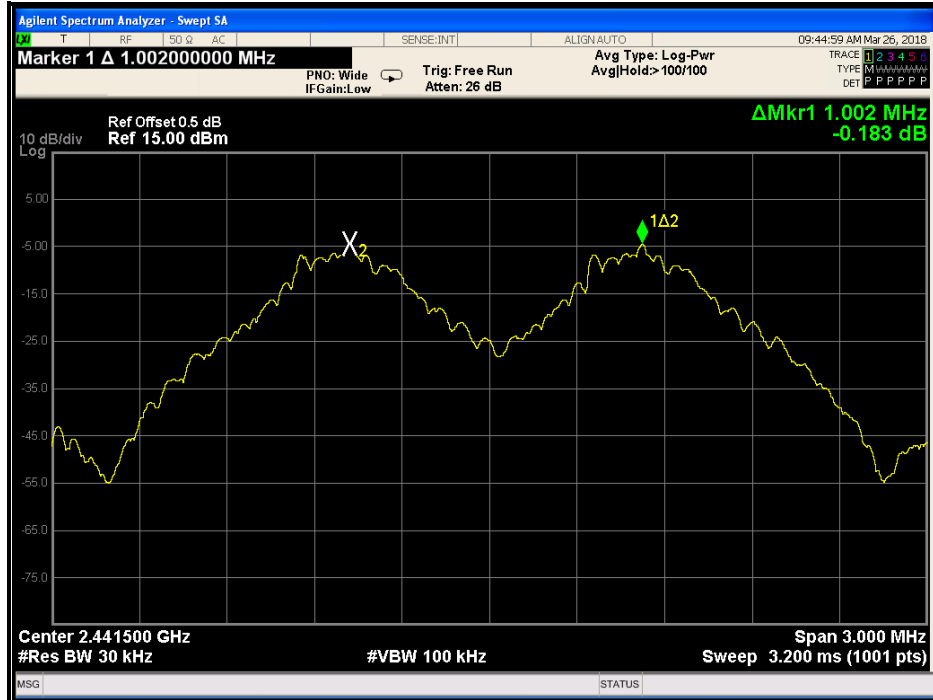 Agilent Spectrum Analyzer - Swept SA
LXI T RF 50 Ω AC SENSE:INT ALIGN AUTO 09:44:59 AM Mar 26, 2018
Marker 1 Δ 1.002000000 MHz
PNO: Wide
IFGain:Low
Trig: Free Run
Atten: 26 dB
Avg Type: Log-Pwr
Avg|Hold:> 100/100
TRACE 1 2 3 4 5 6
TYPE M W W W W W
DET P P P P P P
ΔMkr1 1.002 MHz
-0.183 dB
Ref Offset 0.5 dB
10 dB/div Ref 15.00 dBm
Log
5.00
1Δ2
X2
-5.00
-15.0
-25.0
-35.0
-45.0
-55.0
-65.0
-75.0
Center 2.441500 GHz Span 3.000 MHz
#Res BW 30 kHz #VBW 100 kHz Sweep 3.200 ms (1001 pts)
MSG STATUS